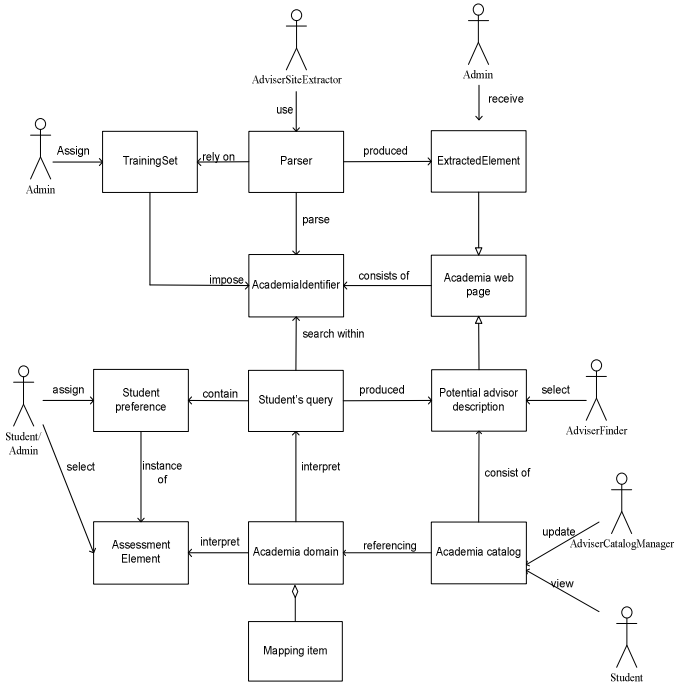 AdviserSiteExtractor
Admin
use
receive
Admin
Assign
TrainingSet
rely on
Parser
produced
ExtractedElement
parse
impose
AcademiaIdentifier
consists of
Academia web
page
search within
Student/
Admin
assign
Student
preference
contain
Student's query
produced
Potential advisor
description
select
AdviserFinder
select
instance
of
interpret
consist of
Assessment
Element
interpret
Academia domain
referencing
Academia catalog
update
AdviserCatalogManager
view
Mapping item
Student